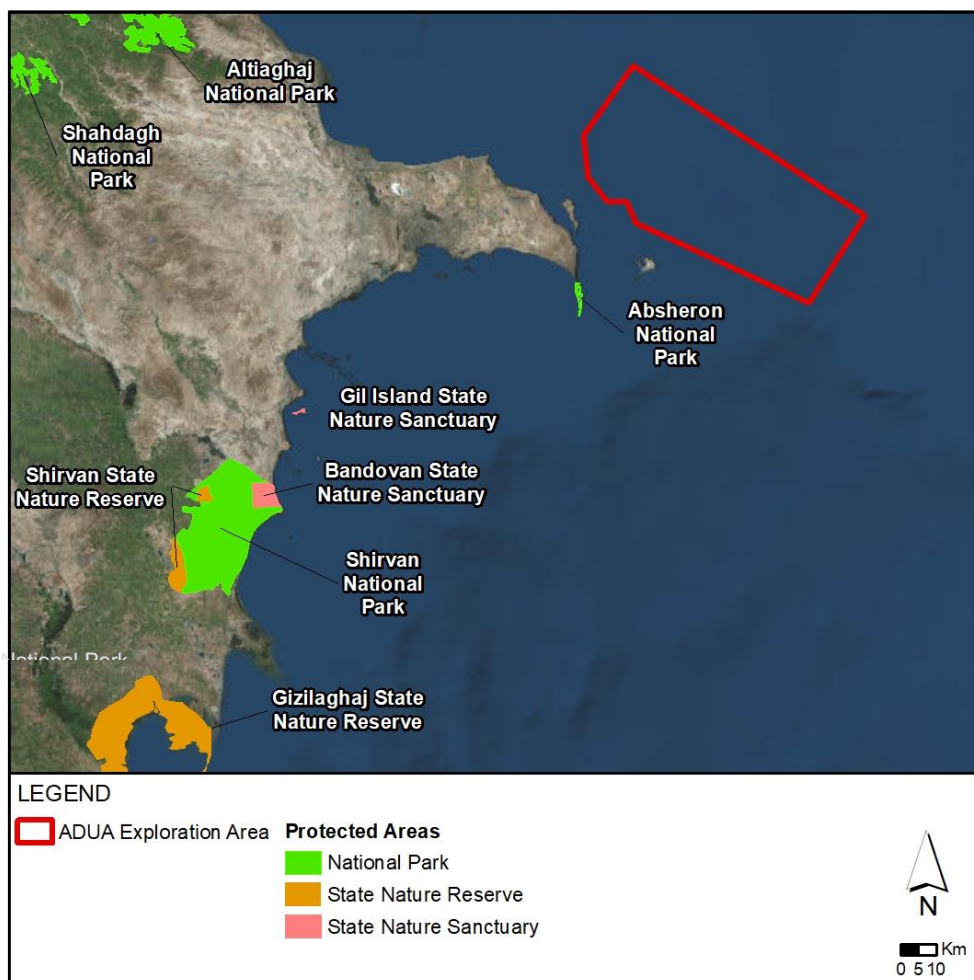 Altiaghaj
National Park
Shahdagh
National
Park
Absheron
National
Park
Gil Island State
Nature Sanctuary
Shirvan State
Nature Reserve
Bandovan State
Nature Sanctuary
Shirvan
National
Park
National Park
Gizilaghaj State
Nature Reserve
LEGEND
ADUA Exploration Area
Protected Areas
National Park
State Nature Reserve
State Nature Sanctuary
N
Km
0 5 10